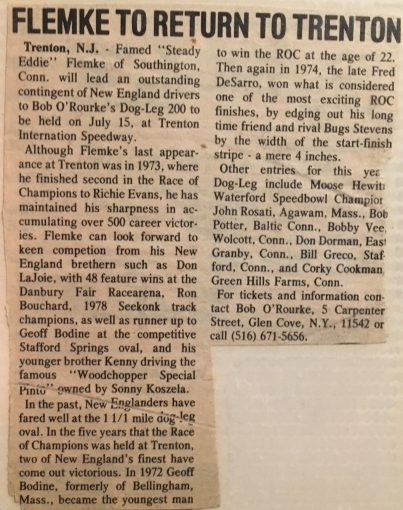 FLEMKE TO RETURN TO TRENTON
Trenton, N.J. - Famed "Steady
Eddie" Flemke of Southington,
Conn. will lead an outstanding
contingent of New England drivers
to Bob O'Rourke's Dog-Leg 200 to
be held on July 15, at Trenton
Internation Speedway.
Although Flemke's last appear-
ance at Trenton was in 1973, where
he finished second in the Race of
Champions to Richie Evans, he has
maintained his sharpness in ac-
cumulating over 500 career victor-
ies. Flemke can look forward to
keen competion from his New
England brethern such as Don
LaJoie, with 48 feature wins at the
Danbury Fair Racearena, Ron
Bouchard, 1978 Seekonk track
champions, as well as runner up to
Geoff Bodine at the competitive
Stafford Springs oval, and his
younger brother Kenny driving the
famous "Woodchopper Special
Pinto" owned by Sonny Koszela.
In the past, New Englanders have
fared well at the 1 1/1 mile dog-leg
oval. In the five years that the Race
of Champions was held at Trenton,
two of New England's finest have
come out victorious. In 1972 Geoff
Bodine, formerly of Bellingham,
Mass., became the youngest man
to win the ROC at the age of 22.
Then again in 1974, the late Fred
DeSarro, won what is considered
one of the most exciting ROC
finishes, by edging out his long
time friend and rival Bugs Stevens
by the width of the start-finish
stripe - a mere 4 inches.
Other entries for this year
Dog-Leg include Moose Hewit
Waterford Speedbowl Champior
John Rosati, Agawam, Mass., Bob
Potter, Baltic Conn., Bobby Vee,
Wolcott, Conn., Don Dorman, East
Granby, Conn., Bill Greco, Staf-
ford, Conn., and Corky Cookman,
Green Hills Farms, Conn.
For tickets and information con-
tact Bob O'Rourke, 5 Carpenter
Street, Glen Cove, N.Y., 11542 or
call (516) 671-5656.